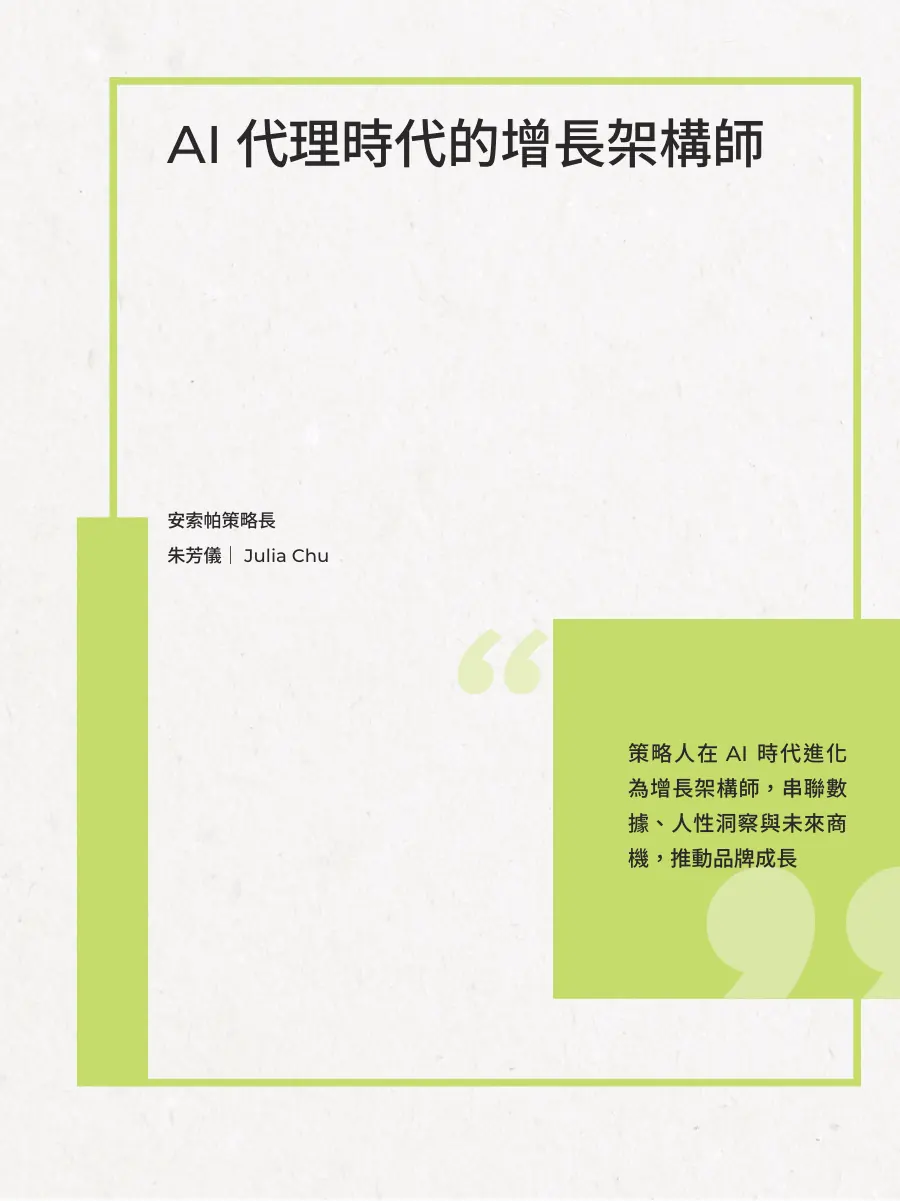 AI 代理時代的增長架構師
安索帕策略長
朱芳儀｜ Julia Chu
策略人在 AI 時代進化
為增長架構師，串聯數
據、人性洞察與未來商
機，推動品牌成長